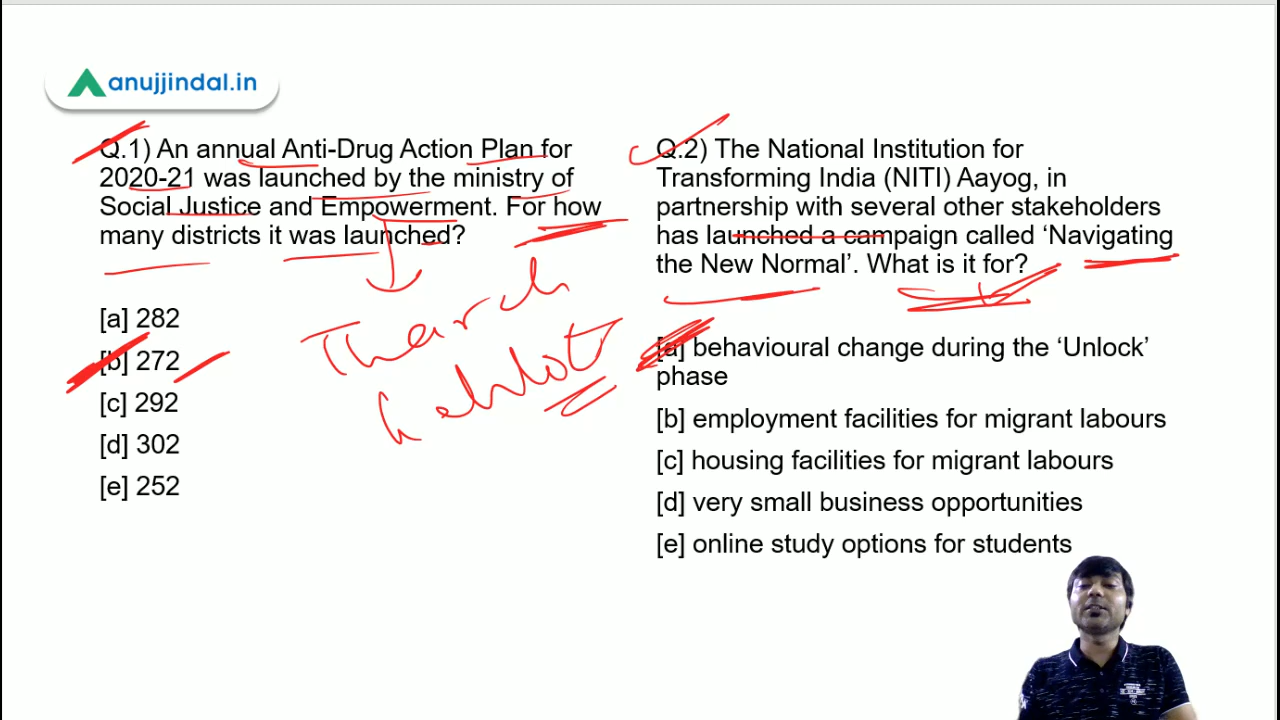 anujjindal.in
Q.1) An annual Anti-Drug Action Plan for
2020-21 was launched by the ministry of
Social Justice and Empowerment. For how
many districts it was launched?
[a] 282
[b] 272
[c] 292
[d] 302
[e] 252
Q.2) The National Institution for
Transforming India (NITI) Aayog, in
partnership with several other stakeholders
has launched a campaign called ‘Navigating
the New Normal’. What is it for?
[a] behavioural change during the ‘Unlock’
phase
[b] employment facilities for migrant labours
[c] housing facilities for migrant labours
[d] very small business opportunities
[e] online study options for students